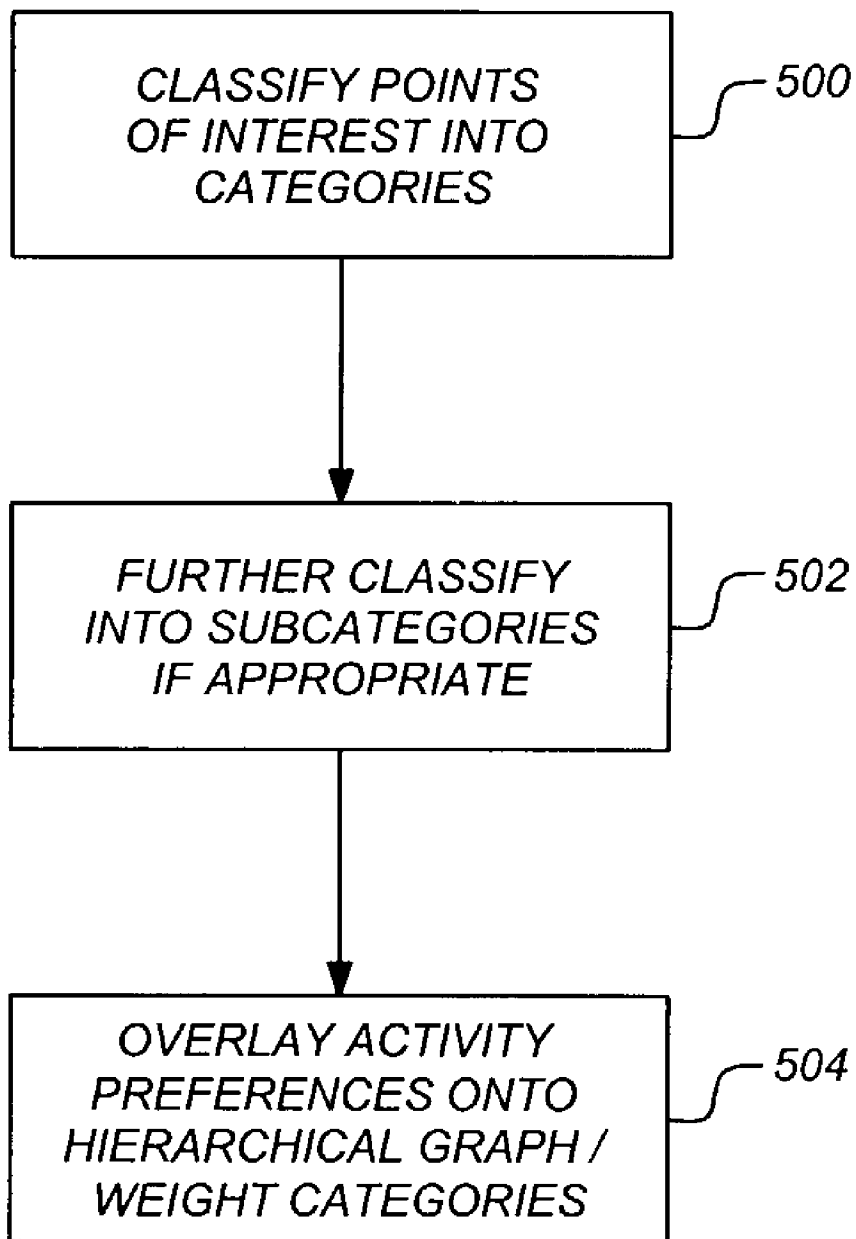 CLASSIFY POINTS
OF INTEREST INTO
CATEGORIES
500
FURTHER CLASSIFY
INTO SUBCATEGORIES
IF APPROPRIATE
502
OVERLAY ACTIVITY
PREFERENCES ONTO
HIERARCHICAL GRAPH /
WEIGHT CATEGORIES
504